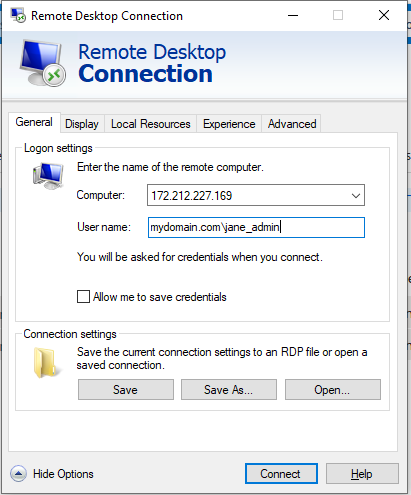 Remote Desktop Connection
Remote Desktop
Connection
General Display Local Resources Experience Advanced
Logon settings
Enter the name of the remote computer.
Computer: 172.212.227.169
User name: mydomain.com\jane_admin
You will be asked for credentials when you connect.
Allow me to save credentials
Connection settings
Save the current connection settings to an RDP file or open a
saved connection.
Save Save As... Open...
Hide Options Connect Help